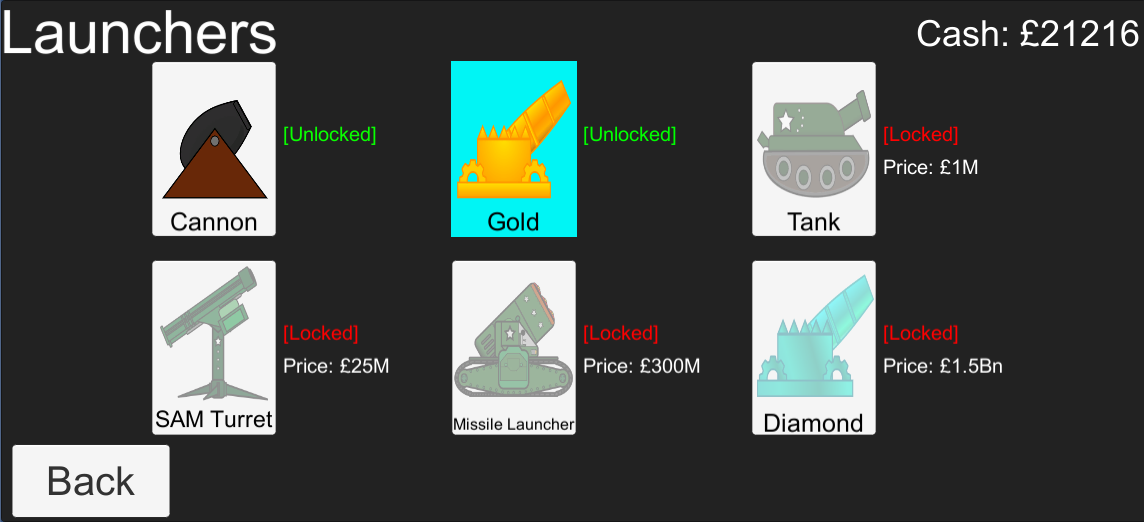 Launchers
Cash: £21216
[Unlocked]
Cannon
[Unlocked]
Gold
[Locked]
Price: £1M
Tank
[Locked]
Price: £25M
SAM Turret
[Locked]
Price: £300M
Missile Launcher
[Locked]
Price: £1.5Bn
Diamond
Back